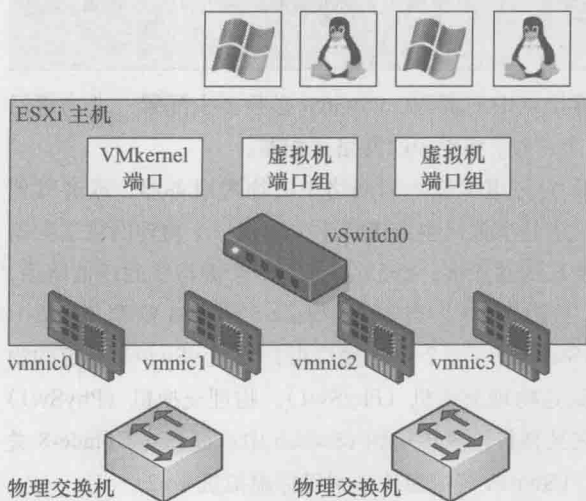 ESXi 主机
VMkernel
端口
虚拟机
端口组
虚拟机
端口组
vSwitch0
vmnic0
vmnic1
vmnic2
vmnic3
物理交换机
物理交换机